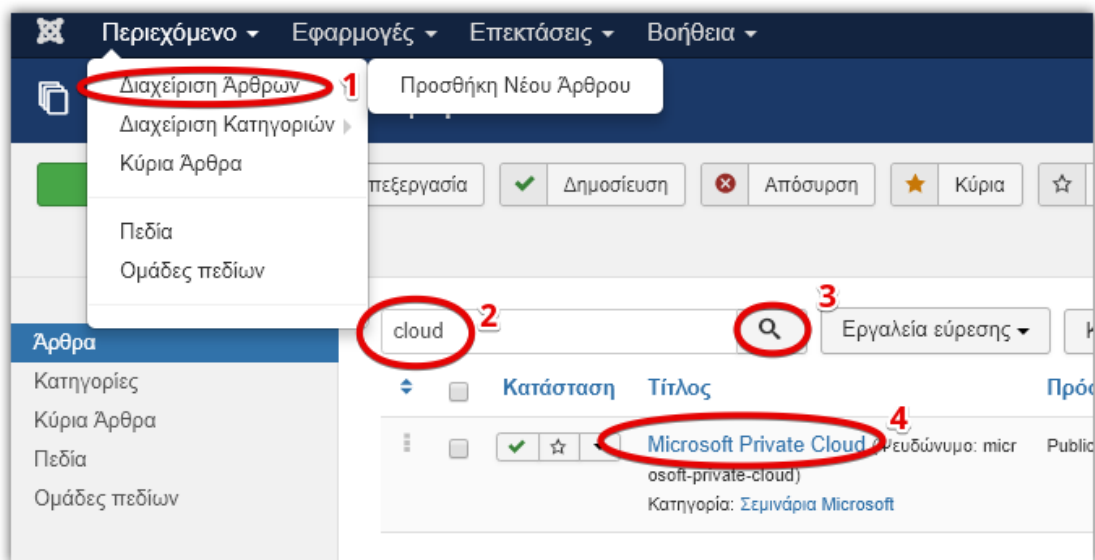 Περιεχόμενο Εφαρμογές Επεκτάσεις Βοήθεια
Διαχείριση Άρθρων 1 Προσθήκη Νέου Άρθρου
Διαχείριση Κατηγοριών
Κύρια Άρθρα
πεξεργασία Δημοσίευση Απόσυρση Κύρια
Πεδία
Ομάδες πεδίων
cloud 2 3 Εργαλεία εύρεσης
Άρθρα
Κατηγορίες
Κύρια Άρθρα
Πεδία
Ομάδες πεδίων
Κατάσταση Τίτλος Πρόσ
4
Microsoft Private Cloud (Ψευδώνυμο: micr Public
osoft-private-cloud)
Κατηγορία: Σεμινάρια Microsoft